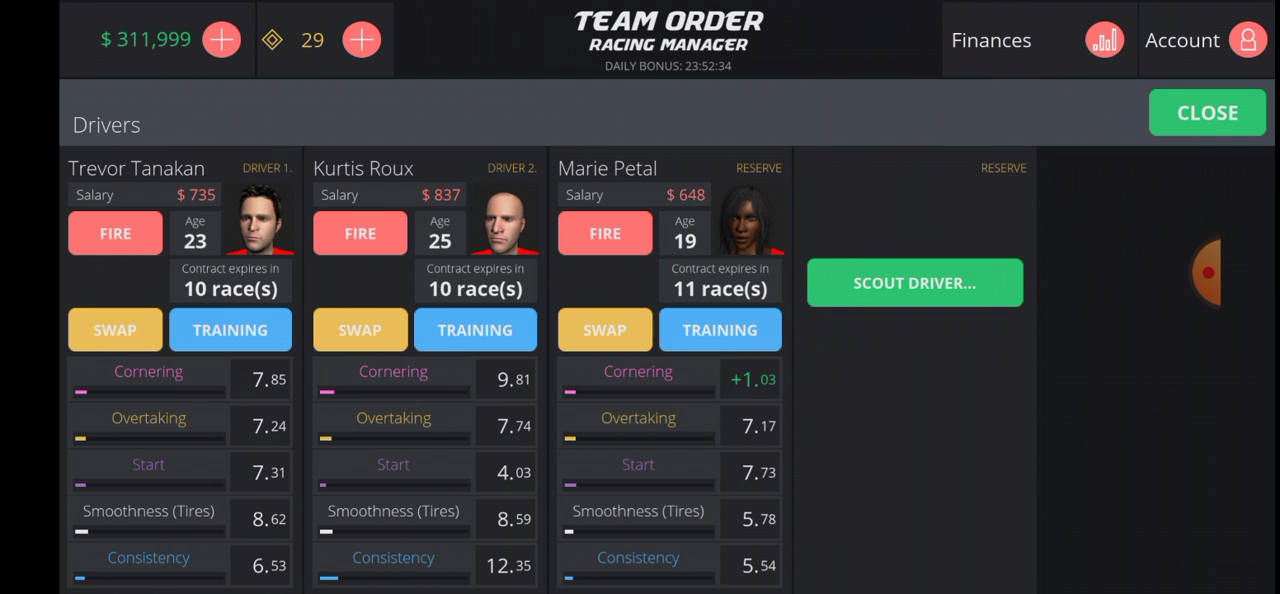 $ 311,999
29
TEAM ORDER
RACING MANAGER
DAILY BONUS: 23:52:34
Finances
Account
Drivers
CLOSE
Trevor Tanakan DRIVER 1.
Salary $ 735
FIRE
Age
23
Contract expires in
10 race(s)
SWAP TRAINING
Cornering 7.85
Overtaking 7.24
Start 7.31
Smoothness (Tires) 8.62
Consistency 6.53
Kurtis Roux DRIVER 2.
Salary $ 837
FIRE
Age
25
Contract expires in
10 race(s)
SWAP TRAINING
Cornering 9.81
Overtaking 7.74
Start 4.03
Smoothness (Tires) 8.59
Consistency 12.35
Marie Petal RESERVE
Salary $ 648
FIRE
Age
19
Contract expires in
11 race(s)
SWAP TRAINING
Cornering +1.03
Overtaking 7.17
Start 7.73
Smoothness (Tires) 5.78
Consistency 5.54
RESERVE
SCOUT DRIVER...